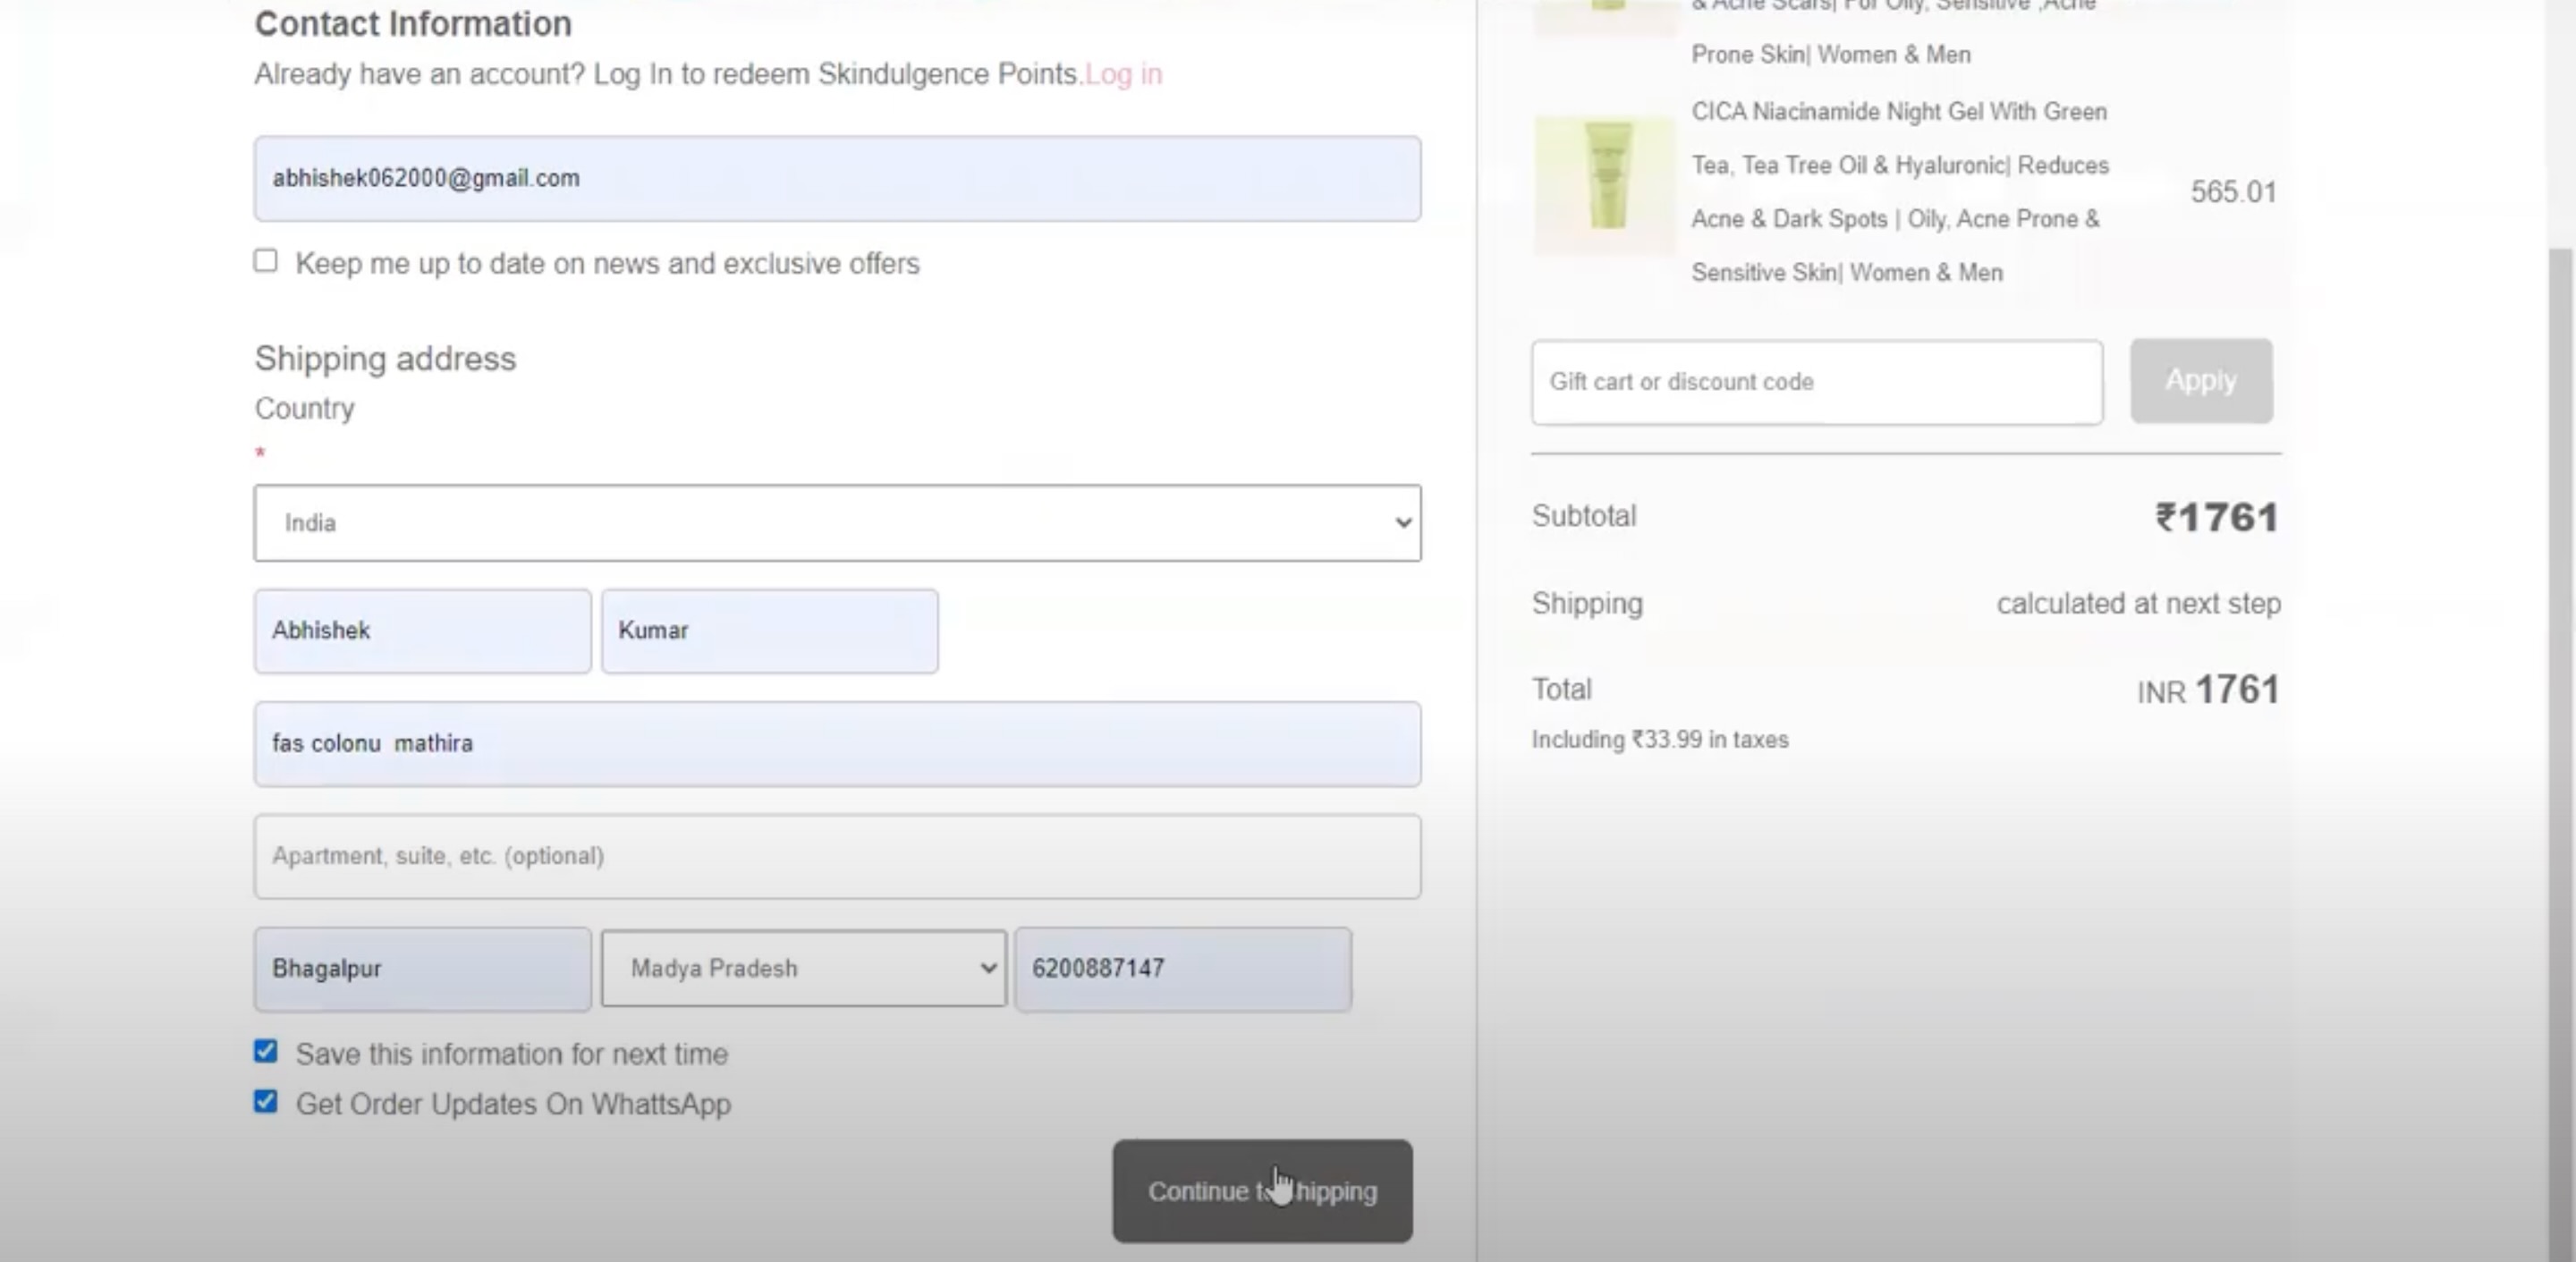 Contact Information
Already have an account? Log In to redeem Skindulgence Points.Log in
abhishek062000@gmail.com
Keep me up to date on news and exclusive offers
Shipping address
Country
*
India
Abhishek
Kumar
fas colonu  mathira
Apartment, suite, etc. (optional)
Bhagalpur
Madya Pradesh
6200887147
Save this information for next time
Get Order Updates On WhattsApp
Continue t hipping
& Acne Scars| For Oily, Sensitive ,Acne
Prone Skin| Women & Men
CICA Niacinamide Night Gel With Green
Tea, Tea Tree Oil & Hyaluronic| Reduces
Acne & Dark Spots | Oily, Acne Prone &
Sensitive Skin| Women & Men
565.01
Gift cart or discount code
Apply
Subtotal
₹1761
Shipping
calculated at next step
Total
INR 1761
Including ₹33.99 in taxes